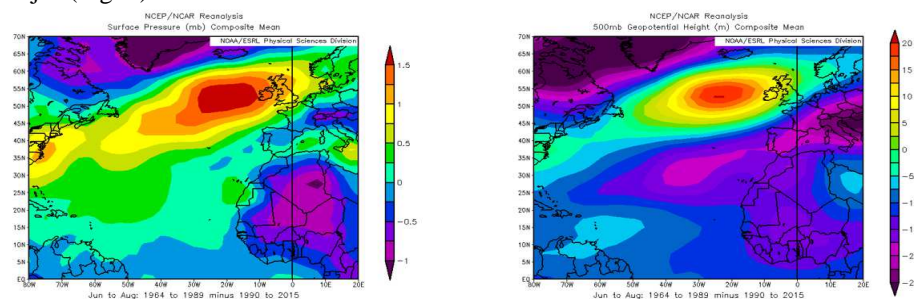 NCEP/NCAR Reanalysis
Surface Pressure (mb) Composite Mean
NOAA/ESRL Physical Sciences Division
70N
65N
60N
55N
50N
45N
40N
35N
30N
25N
20N
15N
10N
5N
EQ
80W 70W 60W 50W 40W 30W 20W 10W 0 10E 20E
Jun to Aug: 1964 to 1989 minus 1990 to 2015
1.5
1
0.5
0
-0.5
-1
NCEP/NCAR Reanalysis
500mb Geopotential Height (m) Composite Mean
NOAA/ESRL Physical Sciences Division
70N
65N
60N
55N
50N
45N
40N
35N
30N
25N
20N
15N
10N
5N
EQ
80W 70W 60W 50W 40W 30W 20W 10W 0 10E 20E
Jun to Aug: 1964 to 1989 minus 1990 to 2015
20
15
10
5
0
-5